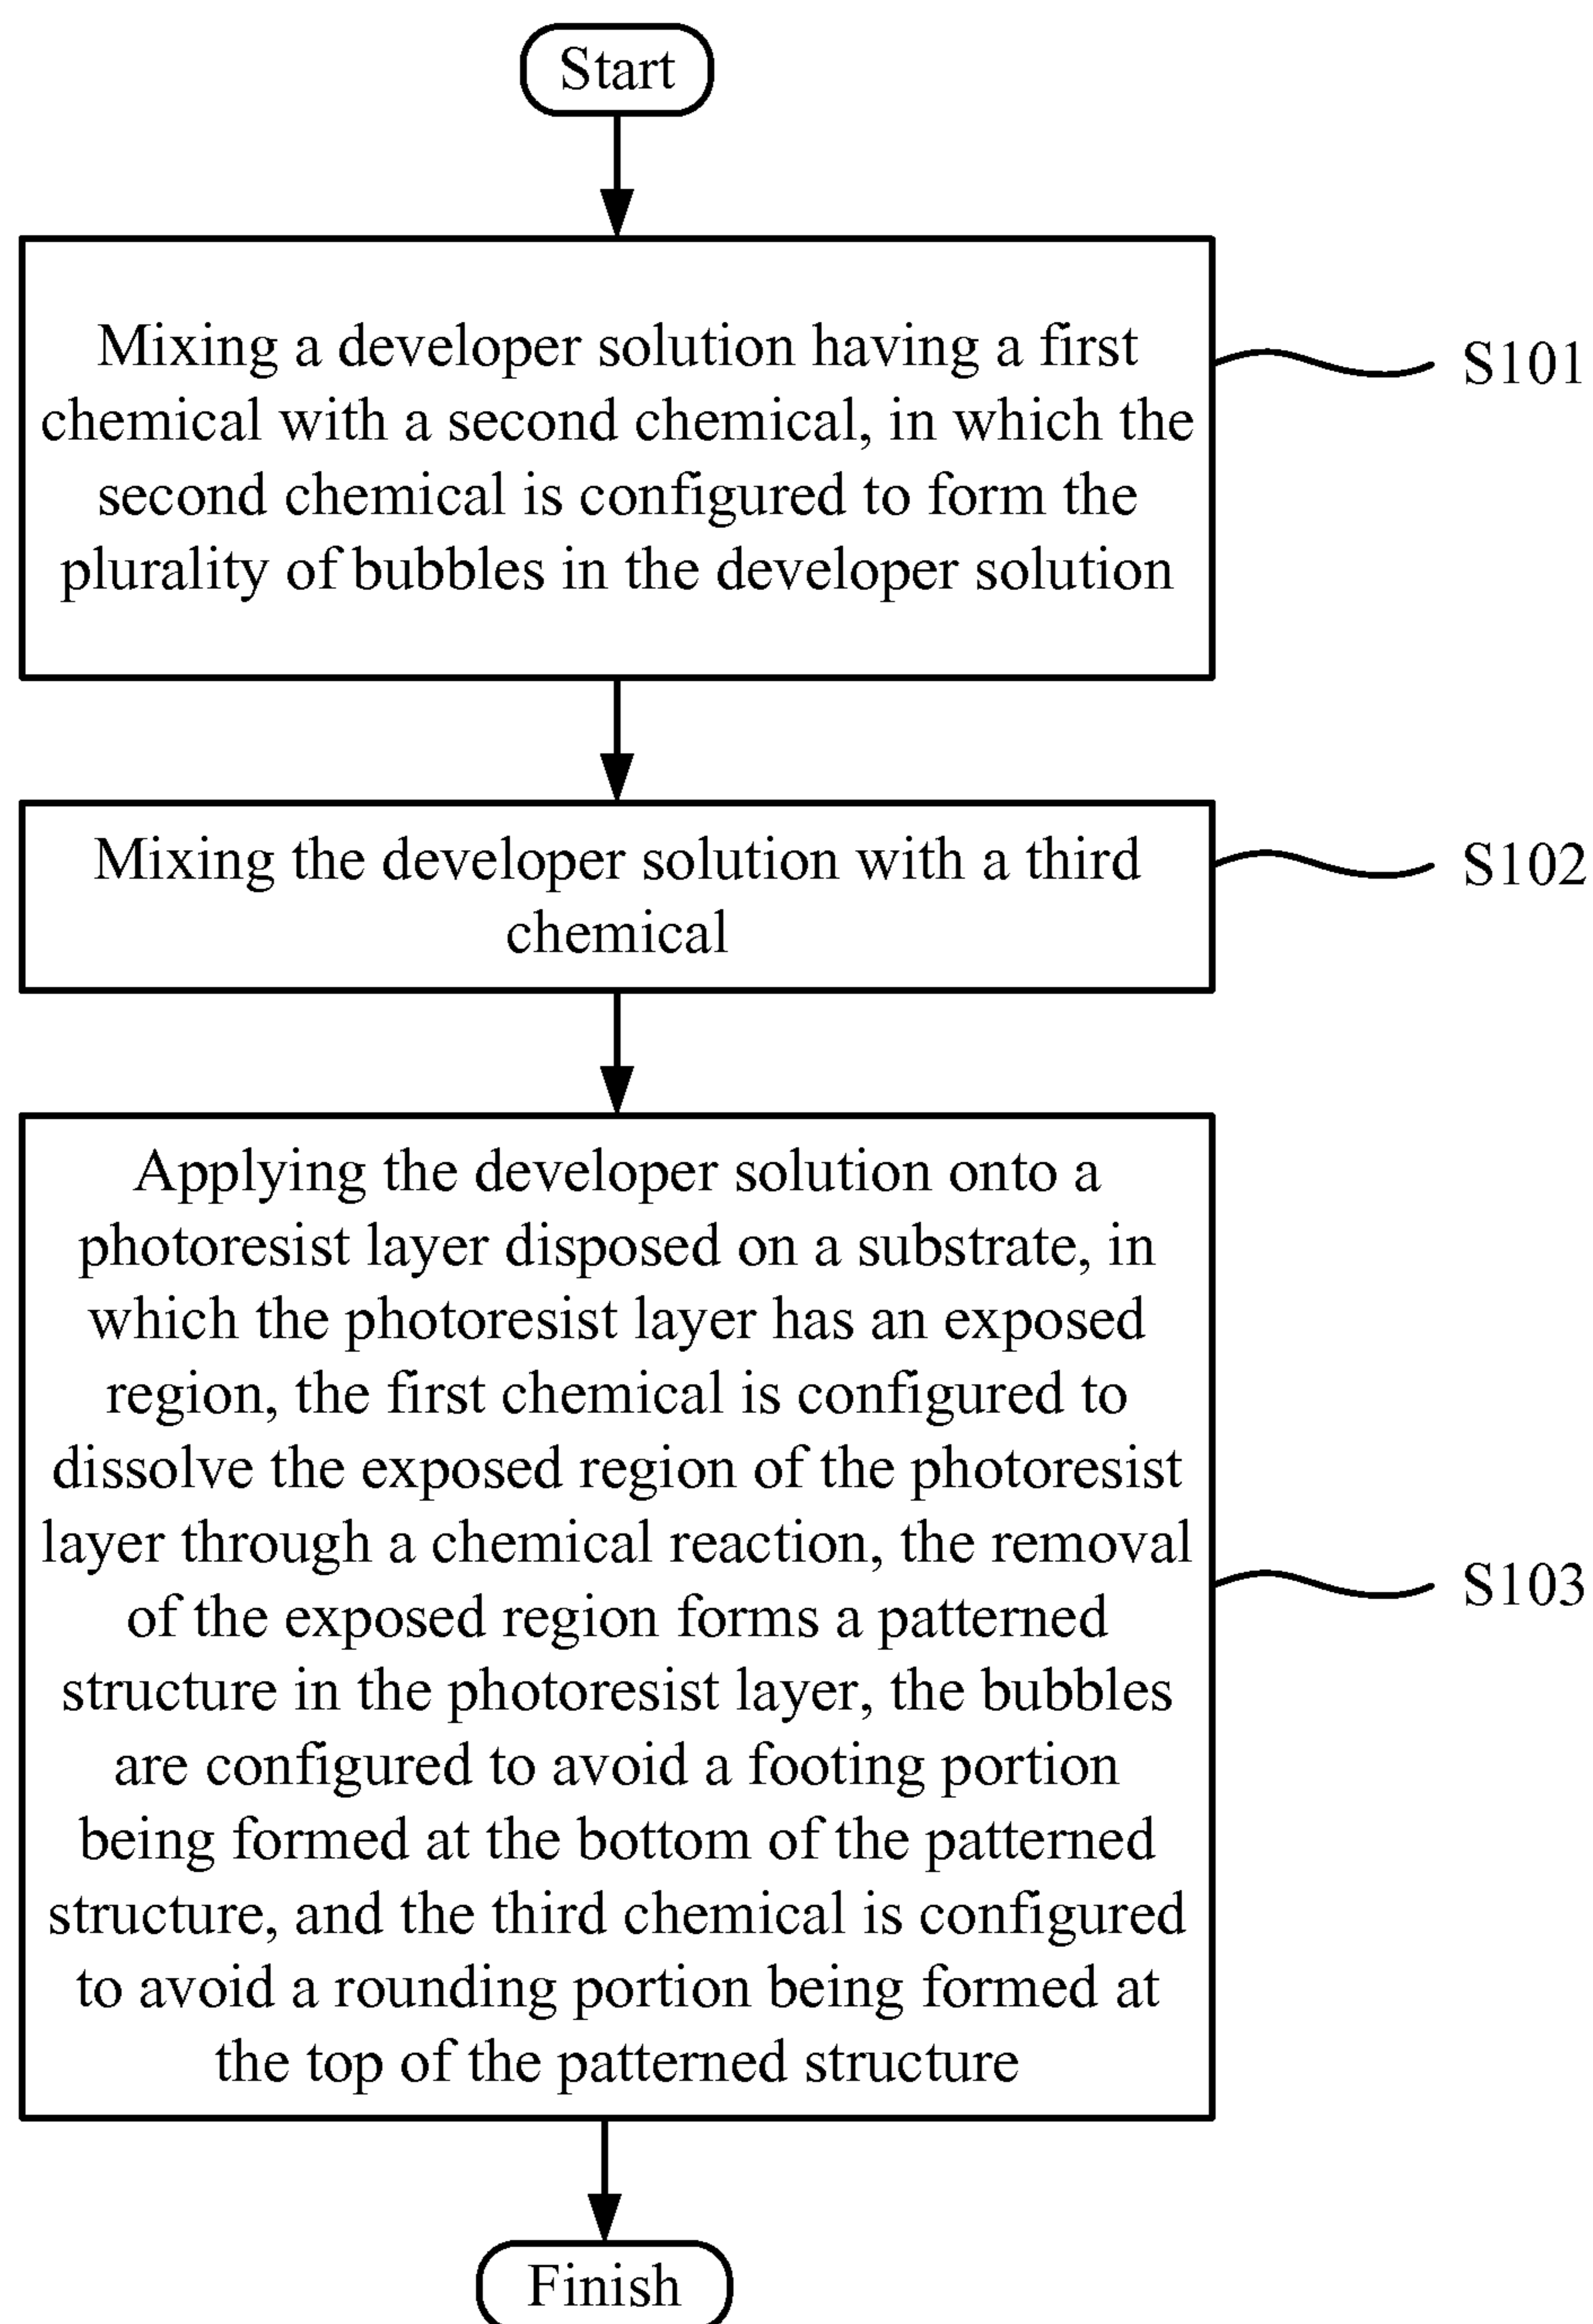 Start
Mixing a developer solution having a first
chemical with a second chemical, in which the
second chemical is configured to form the
plurality of bubbles in the developer solution
S101
Mixing the developer solution with a third
chemical
S102
Applying the developer solution onto a
photoresist layer disposed on a substrate, in
which the photoresist layer has an exposed
region, the first chemical is configured to
dissolve the exposed region of the photoresist
layer through a chemical reaction, the removal
of the exposed region forms a patterned
structure in the photoresist layer, the bubbles
are configured to avoid a footing portion
being formed at the bottom of the patterned
structure, and the third chemical is configured
to avoid a rounding portion being formed at
the top of the patterned structure
S103
Finish